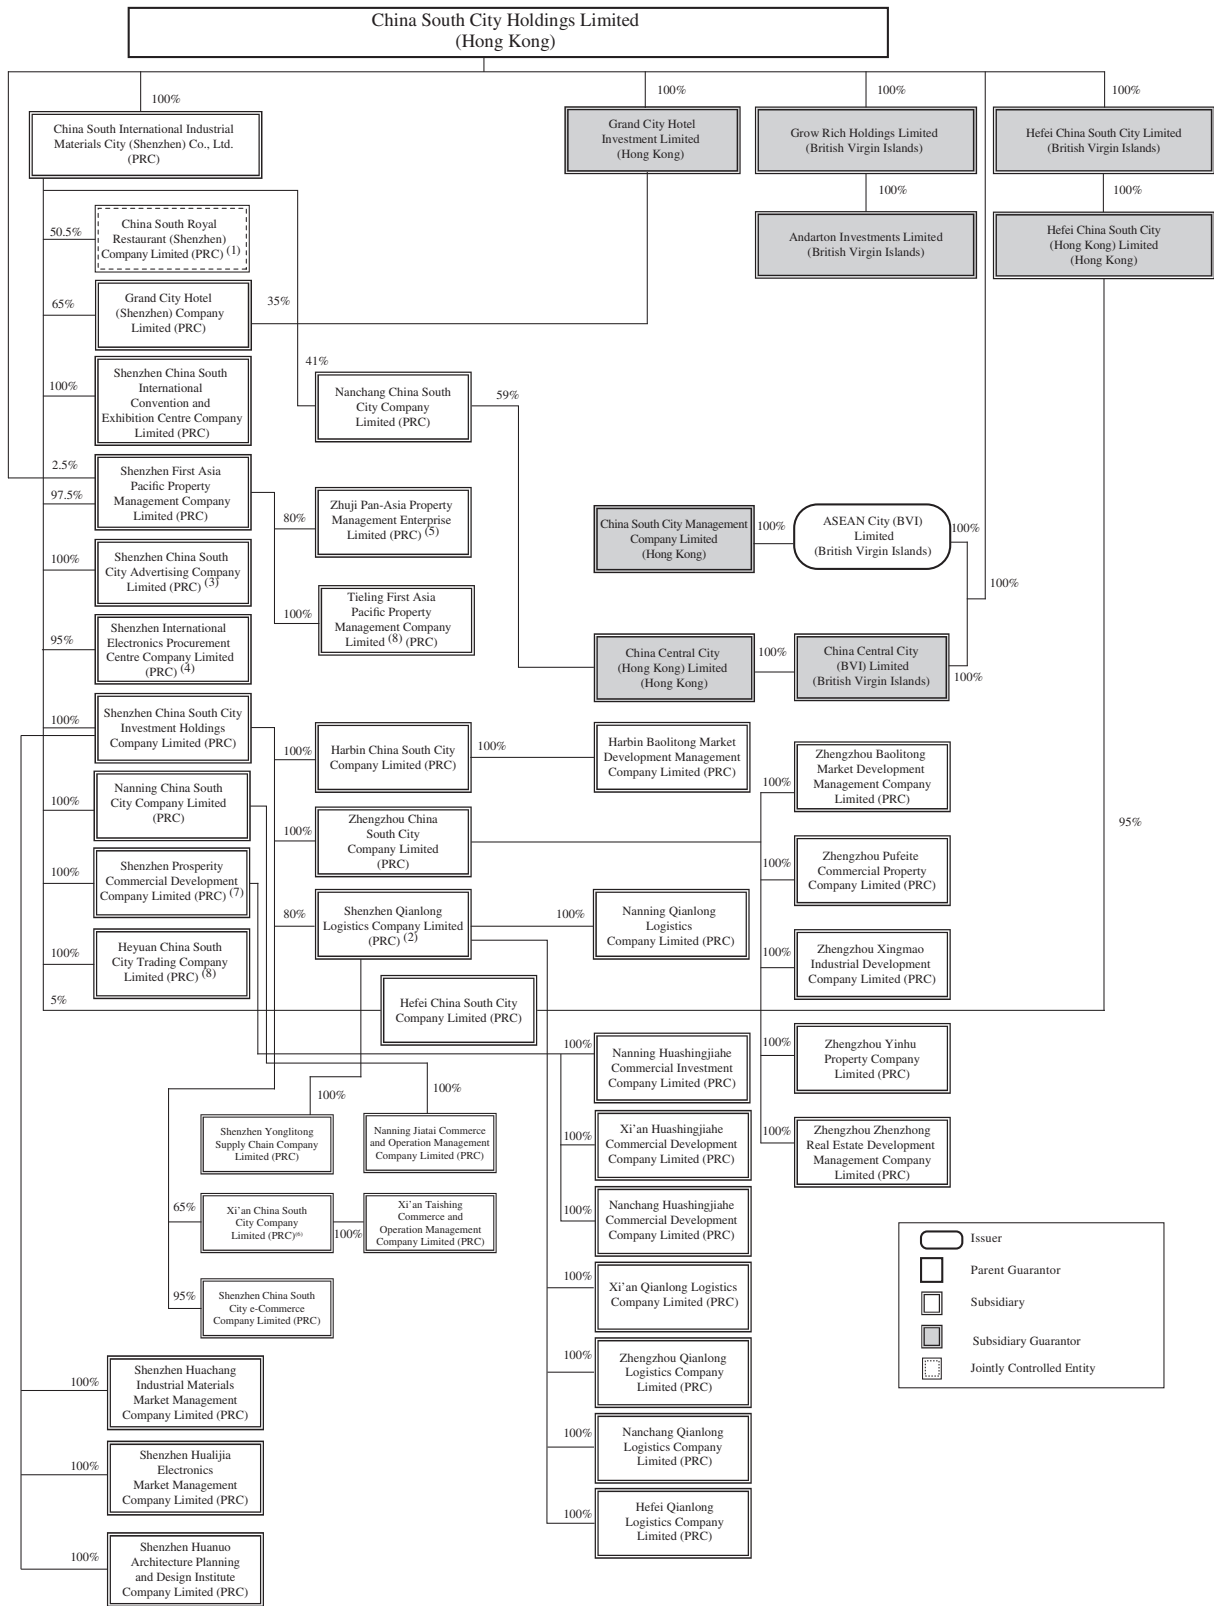 China South City Holdings Limited
(Hong Kong)
100%
100%
100%
100%
China South International Industrial
Materials City (Shenzhen) Co., Ltd.
(PRC)
Grand City Hotel
Investment Limited
(Hong Kong)
Grow Rich Holdings Limited
(British Virgin Islands)
Hefei China South City Limited
(British Virgin Islands)
100%
100%
50.5%
China South Royal
Restaurant (Shenzhen)
Company Limited (PRC) (1)
Andarton Investments Limited
(British Virgin Islands)
Hefei China South City
(Hong Kong) Limited
(Hong Kong)
65%
Grand City Hotel
(Shenzhen) Company
Limited (PRC)
35%
100%
Shenzhen China South
International
Convention and
Exhibition Centre Company
Limited (PRC)
41%
Nanchang China South
City Company
Limited (PRC)
59%
2.5%
97.5%
Shenzhen First Asia
Pacific Property
Management Company
Limited (PRC)
80%
Zhuji Pan-Asia Property
Management Enterprise
Limited (PRC) (5)
China South City Management
Company Limited
(Hong Kong)
100%
ASEAN City (BVI)
Limited
(British Virgin Islands)
100%
100%
100%
Shenzhen China South
City Advertising Company
Limited (PRC) (3)
100%
Tieling First Asia
Pacific Property
Management Company
Limited (8) (PRC)
95%
Shenzhen International
Electronics Procurement
Centre Company Limited
(PRC) (4)
China Central City
(Hong Kong) Limited
(Hong Kong)
100%
China Central City
(BVI) Limited
(British Virgin Islands)
100%
100%
Shenzhen China South City
Investment Holdings
Company Limited (PRC)
100%
Harbin China South City
Company Limited (PRC)
100%
Harbin Baolitong Market
Development Management
Company Limited (PRC)
100%
Zhengzhou Baolitong
Market Development
Management Company
Limited (PRC)
100%
Nanning China South
City Company Limited
(PRC)
100%
Zhengzhou China
South City
Company Limited
(PRC)
95%
100%
Shenzhen Prosperity
Commercial Development
Company Limited (PRC) (7)
100%
Zhengzhou Pufeite
Commercial Property
Company Limited (PRC)
80%
Shenzhen Qianlong
Logistics Company Limited
(PRC) (2)
100%
Nanning Qianlong
Logistics
Company Limited (PRC)
100%
Heyuan China South
City Trading Company
Limited (PRC) (8)
100%
Zhengzhou Xingmao
Industrial Development
Company Limited (PRC)
5%
Hefei China South City
Company Limited (PRC)
100%
Nanning Huashingjiahe
Commercial Investment
Company Limited (PRC)
100%
Zhengzhou Yinhu
Property Company
Limited (PRC)
100%
100%
Shenzhen Yonglitong
Supply Chain Company
Limited (PRC)
Nanning Jiatai Commerce
and Operation Management
Company Limited (PRC)
100%
Xi'an Huashingjiahe
Commercial Development
Company Limited (PRC)
100%
Zhengzhou Zhenzhong
Real Estate Development
Management Company
Limited (PRC)
65%
Xi'an China South
City Company
Limited (PRC)(6)
100%
Xi'an Taishing
Commerce and
Operation Management
Company Limited (PRC)
100%
Nanchang Huashingjiahe
Commercial Development
Company Limited (PRC)
95%
Shenzhen China South
City e-Commerce
Company Limited (PRC)
100%
Xi'an Qianlong Logistics
Company Limited (PRC)
Issuer
Parent Guarantor
Subsidiary
Subsidiary Guarantor
Jointly Controlled Entity
100%
Shenzhen Huachang
Industrial Materials
Market Management
Company Limited (PRC)
100%
Zhengzhou Qianlong
Logistics Company
Limited (PRC)
100%
Shenzhen Hualijia
Electronics
Market Management
Company Limited (PRC)
100%
Nanchang Qianlong
Logistics Company
Limited (PRC)
100%
Hefei Qianlong
Logistics Company
Limited (PRC)
100%
Shenzhen Huanuo
Architecture Planning
and Design Institute
Company Limited (PRC)